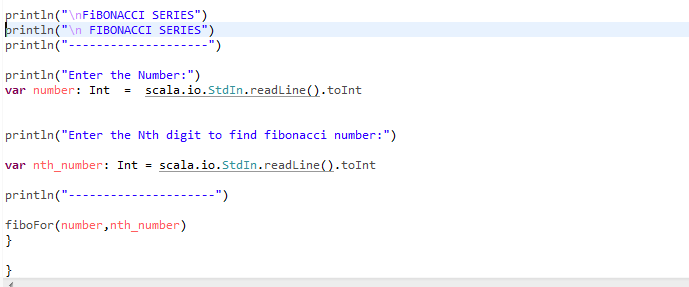 println("\nFiBONACCI SERIES")
println("\n FIBONACCI SERIES")
println("--------------------")
println("Enter the Number:")
var number: Int  =  scala.io.StdIn.readLine().toInt
println("Enter the Nth digit to find fibonacci number:")
var nth_number: Int = scala.io.StdIn.readLine().toInt
println("---------------------")
fiboFor(number,nth_number)
}
}